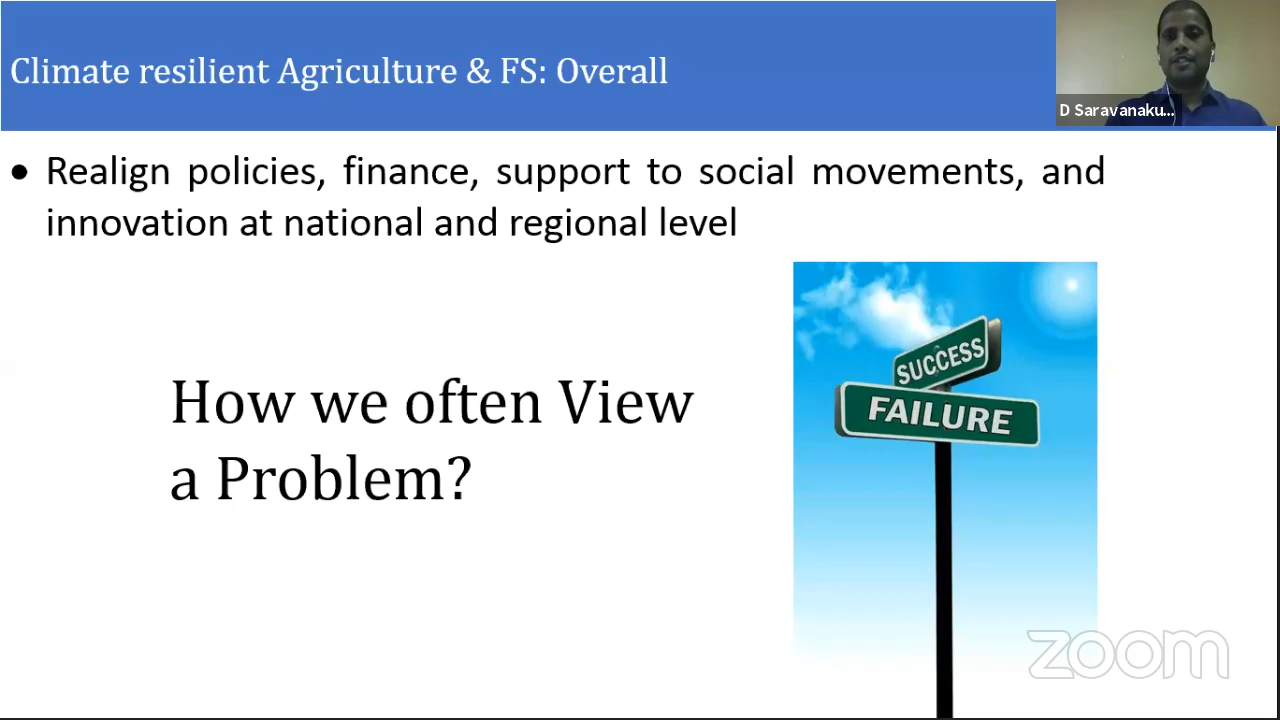 Climate resilient Agriculture & FS: Overall
D Saravanaku...
• Realign policies, finance, support to social movements, and
innovation at national and regional level
How we often View
a Problem?
SUCCESS
FAILURE
zoom